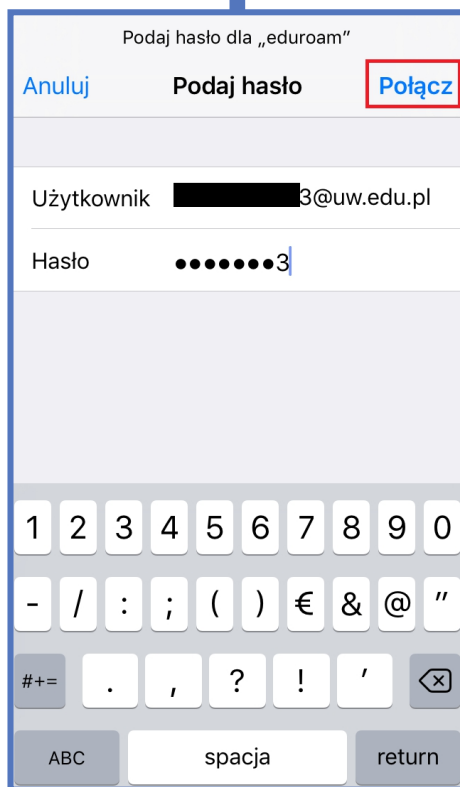 Podaj hasło dla „eduroam”
Anuluj Podaj hasło Połącz
Użytkownik 3@uw.edu.pl
Hasło •••••••3
1 2 3 4 5 6 7 8 9 0
- / : ; ( ) € & @ "
#+= . , ? ! ′
ABC spacja return